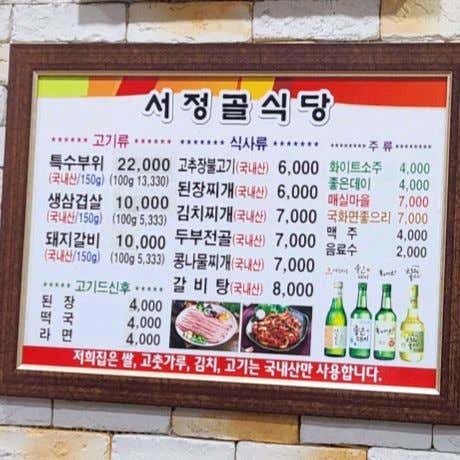 서정골식당
****** 고기류 ******
특수부위 22,000
(국내산/150g) (100g 13,330)
생삼겹살 10,000
(국내산/150g) (100g 5,333)
돼지갈비 10,000
(국내산/150g) (100g 5,333)
***** 고기드신후 *****
된 장 4,000
떡 국 4,000
라 면 4,000
****** 식사류 ******
고추장불고기(국내산) 6,000
된장찌개(국내산) 6,000
김치찌개(국내산) 7,000
두부전골(국내산) 7,000
콩나물찌개(국내산) 7,000
갈 비 탕(국내산) 8,000
******** 주 류 ********
화이트소주 4,000
좋은데이 4,000
매실마을 7,000
국화면좋으리 7,000
맥 주 4,000
음료수 2,000
저희집은 쌀, 고춧가루, 김치, 고기는 국내산만 사용합니다.